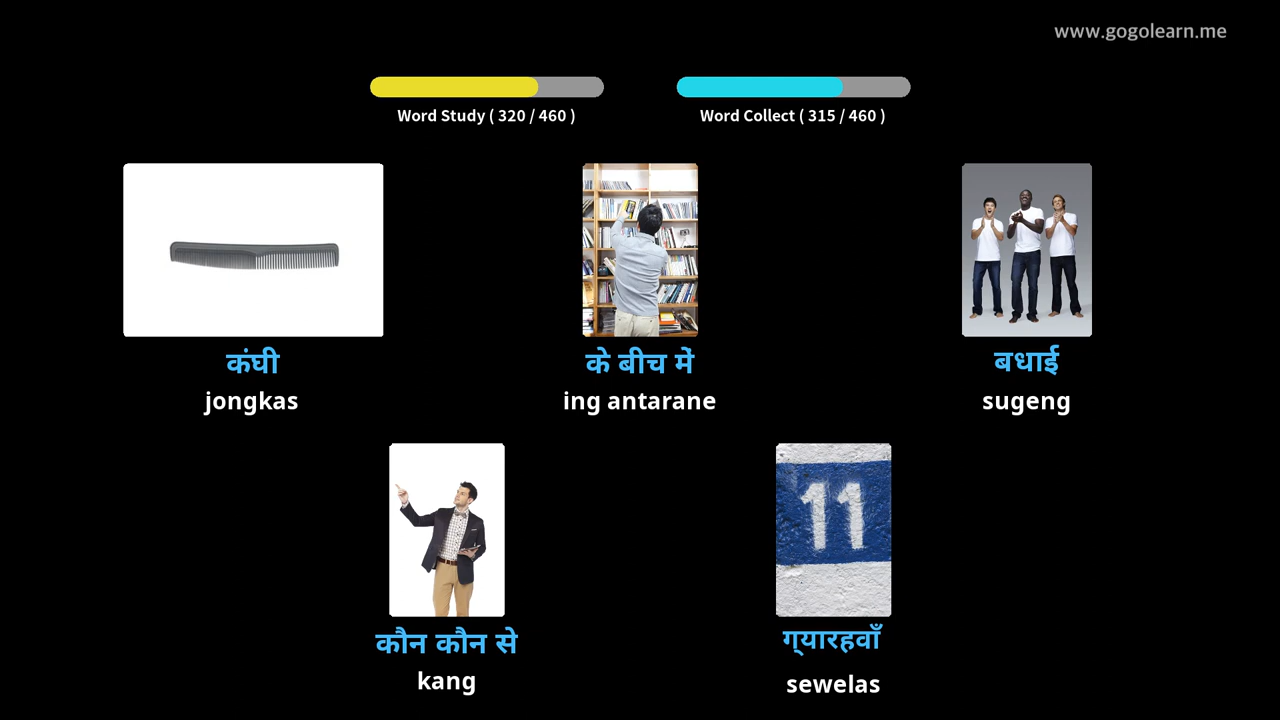 www.gogolearn.me
Word Study ( 320 / 460 )
Word Collect ( 315 / 460 )
कंघी
के बीच में
बधाई
jongkas
ing antarane
sugeng
11
कौन कौन से
ग्यारहवाँ
kang
sewelas